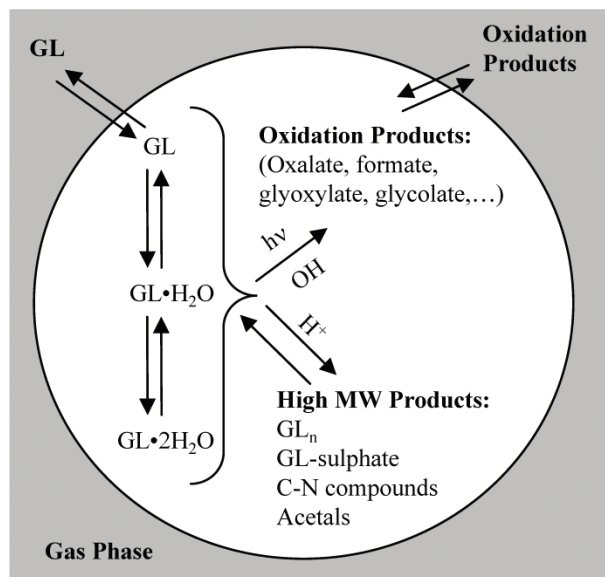 GL
Oxidation
Products
GL
Oxidation Products:
(Oxalate, formate,
glyoxylate, glycolate,…)
hν
OH
GL•H₂O
H⁺
High MW Products:
GLₙ
GL•2H₂O
GL-sulphate
C-N compounds
Acetals
Gas Phase